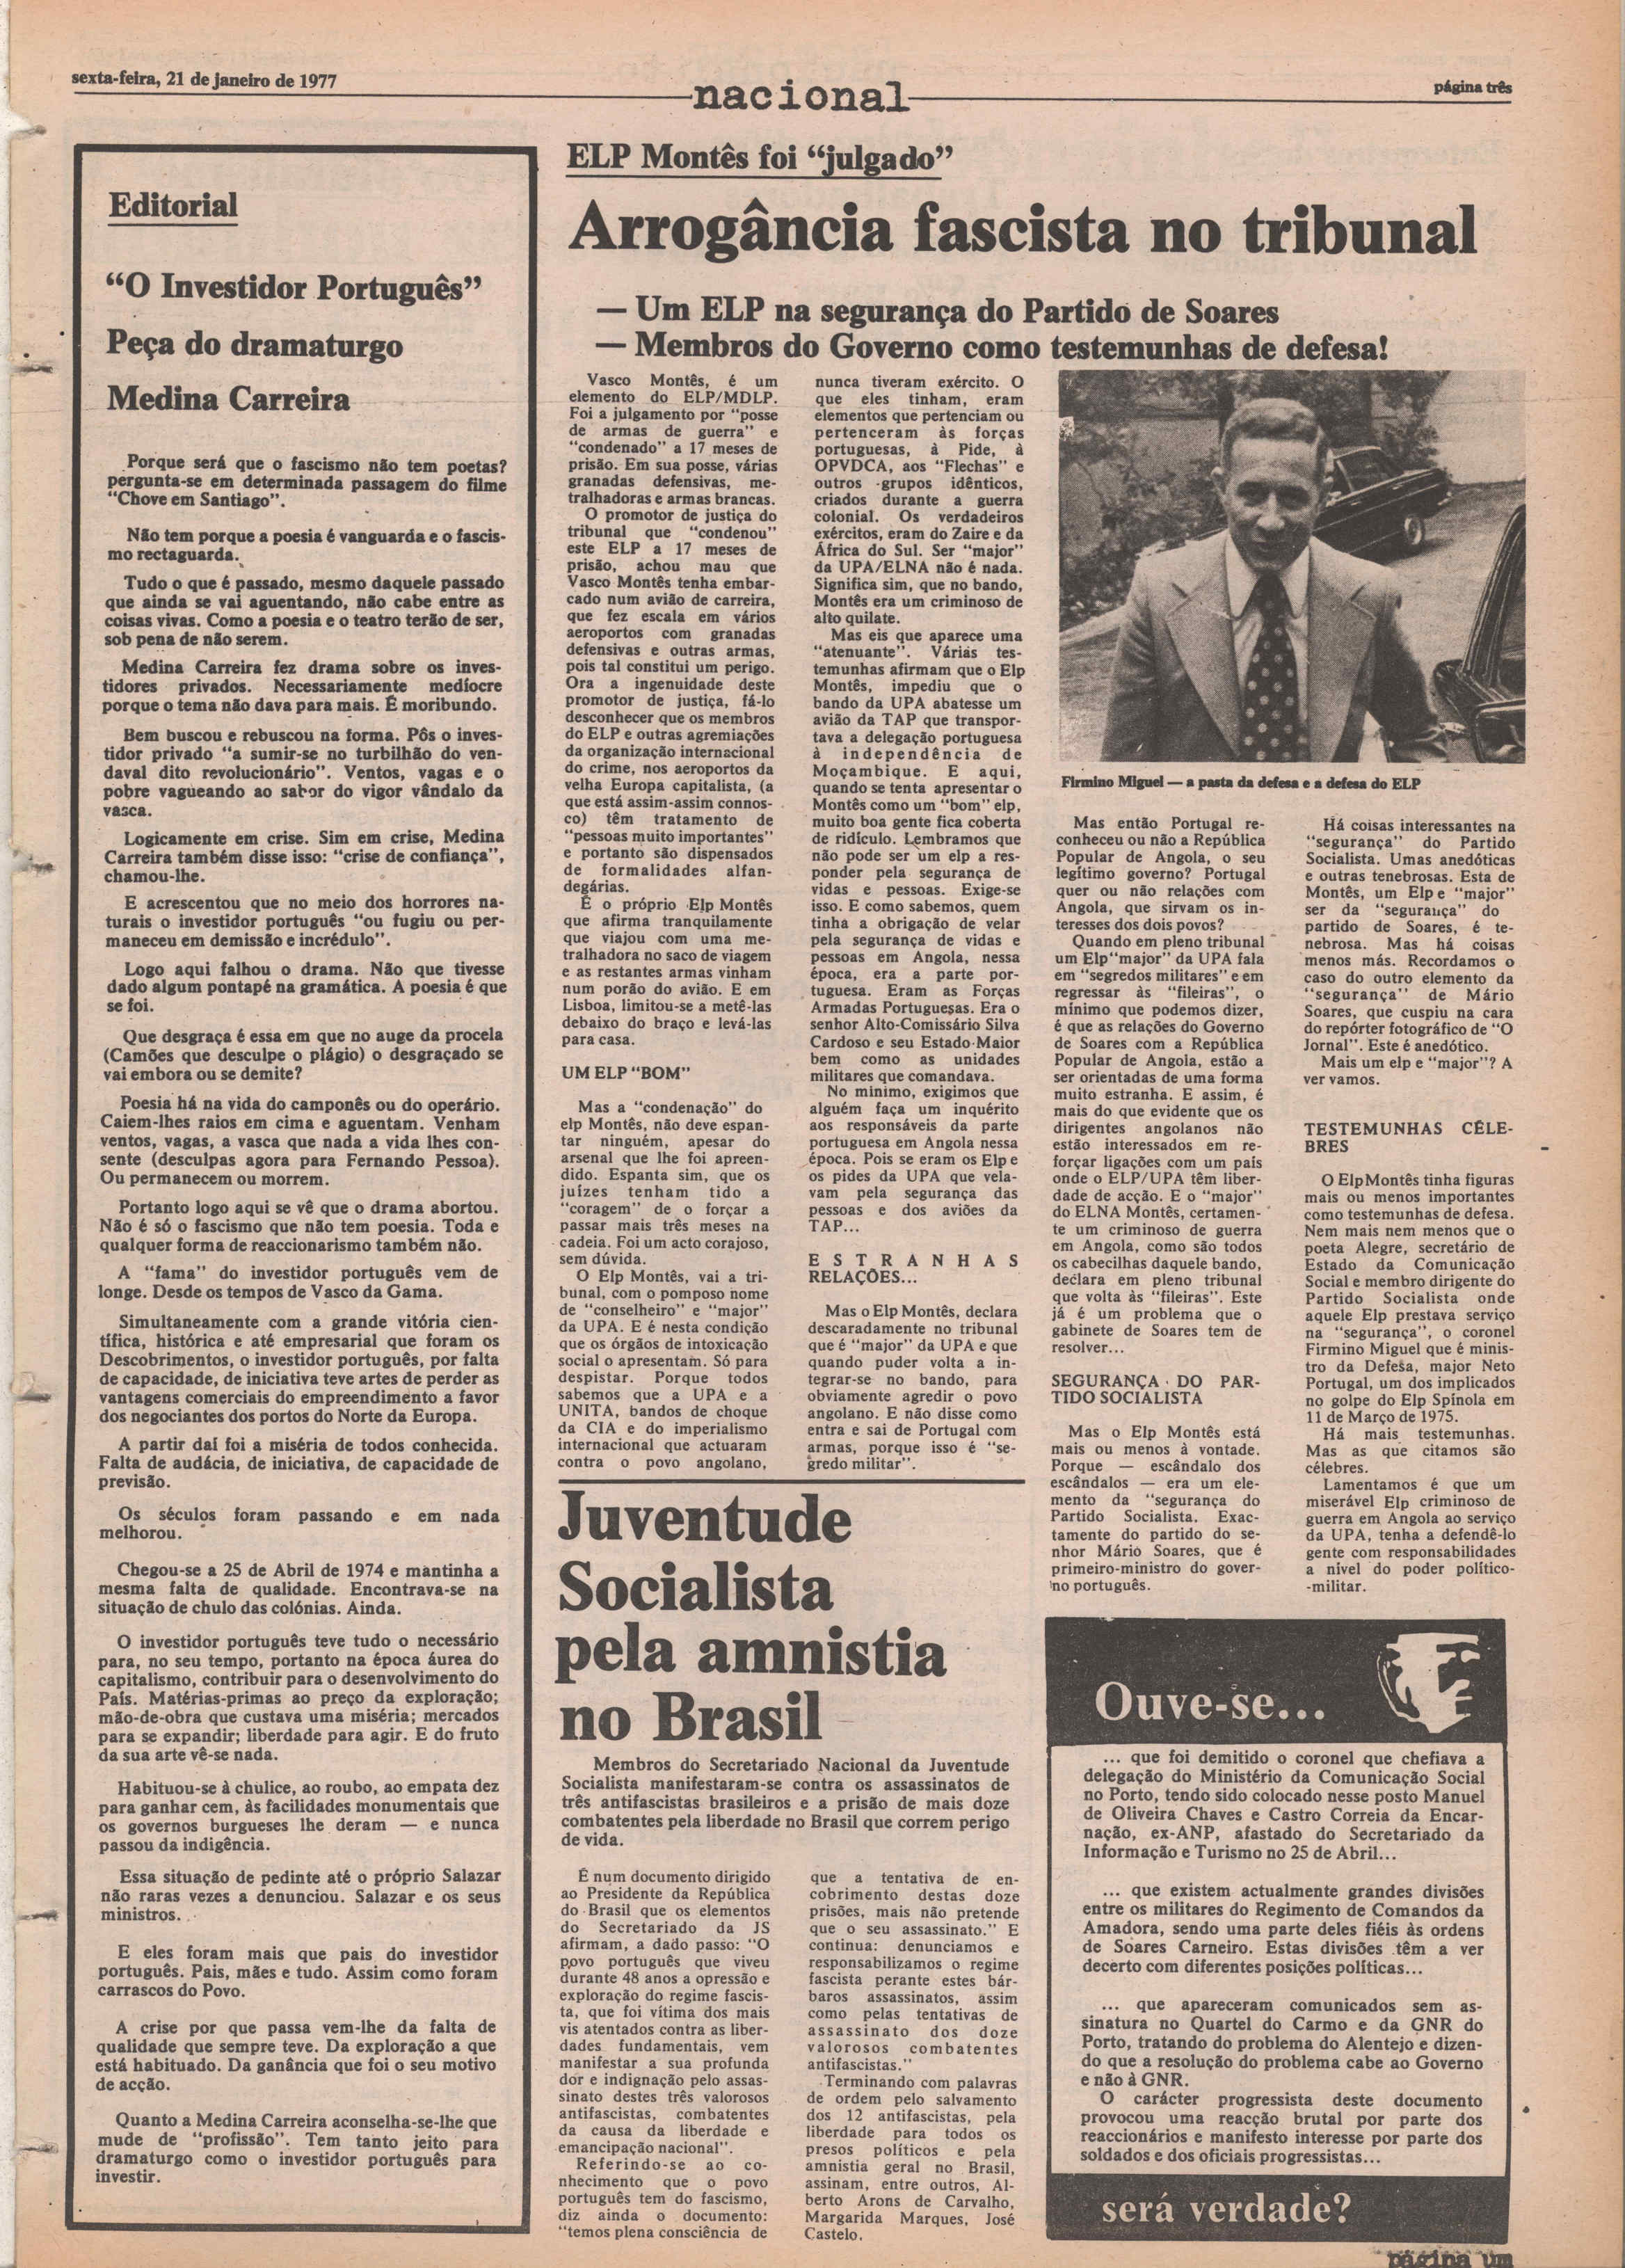 sexta-feira, 21 de janeiro de 1977
nacional
página três
Editorial
“O Investidor Português”
Peça do dramaturgo
Medina Carreira
Porque será que o fascismo não tem poetas?
pergunta-se em determinada passagem do filme
“Chove em Santiago”.
Não tem porque a poesia é vanguarda e o fascis-
mo rectaguarda.
Tudo o que é passado, mesmo daquele passado
que ainda se vai aguentando, não cabe entre as
coisas vivas. Como a poesia e o teatro terão de ser,
sob pena de não serem.
Medina Carreira fez drama sobre os inves-
tidores privados. Necessariamente medíocre
porque o tema não dava para mais. É moribundo.
Bem buscou e rebuscou na forma. Pôs o inves-
tidor privado “a sumir-se no turbilhão do ven-
daval dito revolucionário”. Ventos, vagas e o
pobre vagueando ao sabor do vigor vândalo da
vasca.
Logicamente em crise. Sim em crise, Medina
Carreira também disse isso: “crise de confiança”,
chamou-lhe.
E acrescentou que no meio dos horrores na-
turais o investidor português “ou fugiu ou per-
maneceu em demissão e incrédulo”.
Logo aqui falhou o drama. Não que tivesse
dado algum pontapé na gramática. A poesia é que
se foi.
Que desgraça é essa em que no auge da procela
(Camões que desculpe o plágio) o desgraçado se
vai embora ou se demite?
Poesia há na vida do camponês ou do operário.
Caiem-lhes raios em cima e aguentam. Venham
ventos, vagas, a vasca que nada a vida lhes con-
sente (desculpas agora para Fernando Pessoa).
Ou permanecem ou morrem.
Portanto logo aqui se vê que o drama abortou.
Não é só o fascismo que não tem poesia. Toda e
qualquer forma de reaccionarismo também não.
A “fama” do investidor português vem de
longe. Desde os tempos de Vasco da Gama.
Simultaneamente com a grande vitória cien-
tífica, histórica e até empresarial que foram os
Descobrimentos, o investidor português, por falta
de capacidade, de iniciativa teve artes de perder as
vantagens comerciais do empreendimento a favor
dos negociantes dos portos do Norte da Europa.
A partir daí foi a miséria de todos conhecida.
Falta de audácia, de iniciativa, de capacidade de
previsão.
Os séculos foram passando e em nada
melhorou.
Chegou-se a 25 de Abril de 1974 e mantinha a
mesma falta de qualidade. Encontrava-se na
situação de chulo das colónias. Ainda.
O investidor português teve tudo o necessário
para, no seu tempo, portanto na época áurea do
capitalismo, contribuir para o desenvolvimento do
País. Matérias-primas ao preço da exploração;
mão-de-obra que custava uma miséria; mercados
para se expandir; liberdade para agir. E do fruto
da sua arte vê-se nada.
Habituou-se à chulice, ao roubo, ao empata dez
para ganhar cem, às facilidades monumentais que
os governos burgueses lhe deram — e nunca
passou da indigência.
Essa situação de pedinte até o próprio Salazar
não raras vezes a denunciou. Salazar e os seus
ministros.
E eles foram mais que pais do investidor
português. Pais, mães e tudo. Assim como foram
carrascos do Povo.
A crise por que passa vem-lhe da falta de
qualidade que sempre teve. Da exploração a que
está habituado. Da ganância que foi o seu motivo
de acção.
Quanto a Medina Carreira aconselha-se-lhe que
mude de “profissão”. Tem tanto jeito para
dramaturgo como o investidor português para
investir.
ELP Montês foi “julgado”
Arrogância fascista no tribunal
— Um ELP na segurança do Partido de Soares
— Membros do Governo como testemunhas de defesa!
Vasco Montês, é um
elemento do ELP/MDLP.
Foi a julgamento por “posse
de armas de guerra” e
“condenado” a 17 meses de
prisão. Em sua posse, várias
granadas defensivas, me-
tralhadoras e armas brancas.
O promotor de justiça do
tribunal que “condenou”
este ELP a 17 meses de
prisão, achou mau que
Vasco Montês tenha embar-
cado num avião de carreira,
que fez escala em vários
aeroportos com granadas
defensivas e outras armas,
pois tal constitui um perigo.
Ora a ingenuidade deste
promotor de justiça, fá-lo
desconhecer que os membros
do ELP e outras agremiações
da organização internacional
do crime, nos aeroportos da
velha Europa capitalista, (a
que está assim-assim connos-
co) têm tratamento de
“pessoas muito importantes”
e portanto são dispensados
de formalidades alfan-
degárias.
É o próprio Elp Montês
que afirma tranquilamente
que viajou com uma me-
tralhadora no saco de viagem
e as restantes armas vinham
num porão do avião. E em
Lisboa, limitou-se a metê-las
debaixo do braço e levá-las
para casa.
UM ELP “BOM”
Mas a “condenação” do
elp Montês, não deve espan-
tar ninguém, apesar do
arsenal que lhe foi apreen-
dido. Espanta sim, que os
juízes tenham tido a
“coragem” de o forçar a
passar mais três meses na
cadeia. Foi um acto corajoso,
sem dúvida.
O Elp Montês, vai a tri-
bunal, com o pomposo nome
de “conselheiro” e “major”
da UPA. E é nesta condição
que os órgãos de intoxicação
social o apresentam. Só para
despistar. Porque todos
sabemos que a UPA e a
UNITA, bandos de choque
da CIA e do imperialismo
internacional que actuaram
contra o povo angolano,
nunca tiveram exército. O
que eles tinham, eram
elementos que pertenciam ou
pertenceram às forças
portuguesas, à Pide, à
OPVDCA, aos “Flechas” e
outros grupos idênticos,
criados durante a guerra
colonial. Os verdadeiros
exércitos, eram do Zaire e da
África do Sul. Ser “major”
da UPA/ELNA não é nada.
Significa sim, que no bando,
Montês era um criminoso de
alto quilate.
Mas eis que aparece uma
“atenuante”. Várias tes-
temunhas afirmam que o Elp
Montês, impediu que o
bando da UPA abatesse um
avião da TAP que transpor-
tava a delegação portuguesa
à independência de
Moçambique. E aqui,
quando se tenta apresentar o
Montês como um “bom” elp,
muito boa gente fica coberta
de ridículo. Lembramos que
não pode ser um elp a res-
ponder pela segurança de
vidas e pessoas. Exige-se
isso. E como sabemos, quem
tinha a obrigação de velar
pela segurança de vidas e
pessoas em Angola, nessa
época, era a parte por-
tuguesa. Eram as Forças
Armadas Portuguesas. Era o
senhor Alto-Comissário Silva
Cardoso e seu Estado-Maior
bem como as unidades
militares que comandava.
No mínimo, exigimos que
alguém faça um inquérito
aos responsáveis da parte
portuguesa em Angola nessa
época. Pois se eram os Elp e
os pides da UPA que vela-
vam pela segurança das
pessoas e dos aviões da
TAP...
ESTRANHAS
RELAÇÕES...
Mas o Elp Montês, declara
descaradamente no tribunal
que é “major” da UPA e que
quando puder volta a in-
tegrar-se no bando, para
obviamente agredir o povo
angolano. E não disse como
entra e sai de Portugal com
armas, porque isso é “se-
gredo militar”.
Firmino Miguel — a pasta da defesa e a defesa do ELP
Mas então Portugal re-
conheceu ou não a República
Popular de Angola, o seu
legítimo governo? Portugal
quer ou não relações com
Angola, que sirvam os in-
teresses dos dois povos?
Quando em pleno tribunal
um Elp “major” da UPA fala
em “segredos militares” e em
regressar às “fileiras”, o
mínimo que podemos dizer,
é que as relações do Governo
de Soares com a República
Popular de Angola, estão a
ser orientadas de uma forma
muito estranha. E assim, é
mais do que evidente que os
dirigentes angolanos não
estão interessados em re-
forçar ligações com um país
onde o ELP/UPA têm liber-
dade de acção. E o “major”
do ELNA Montês, certamen-
te um criminoso de guerra
em Angola, como são todos
os cabecilhas daquele bando,
declara em pleno tribunal
que volta às “fileiras”. Este
já é um problema que o
gabinete de Soares tem de
resolver...
SEGURANÇA DO PAR-
TIDO SOCIALISTA
Mas o Elp Montês está
mais ou menos à vontade.
Porque — escândalo dos
escândalos — era um ele-
mento da “segurança do
Partido Socialista. Exac-
tamente do partido do se-
nhor Mário Soares, que é
primeiro-ministro do gover-
no português.
Há coisas interessantes na
“segurança” do Partido
Socialista. Umas anedóticas
e outras tenebrosas. Esta de
Montês, um Elp e “major”
ser da “segurança” do
partido de Soares, é te-
nebrosa. Mas há coisas
menos más. Recordamos o
caso do outro elemento da
“segurança” de Mário
Soares, que cuspiu na cara
do repórter fotográfico de “O
Jornal”. Este é anedótico.
Mais um elp e “major”? A
ver vamos.
TESTEMUNHAS CÉLE-
BRES
O Elp Montês tinha figuras
mais ou menos importantes
como testemunhas de defesa.
Nem mais nem menos que o
poeta Alegre, secretário de
Estado da Comunicação
Social e membro dirigente do
Partido Socialista onde
aquele Elp prestava serviço
na “segurança”, o coronel
Firmino Miguel que é minis-
tro da Defesa, major Neto
Portugal, um dos implicados
no golpe do Elp Spínola em
11 de Março de 1975.
Há mais testemunhas.
Mas as que citamos são
célebres.
Lamentamos é que um
miserável Elp criminoso de
guerra em Angola ao serviço
da UPA, tenha a defendê-lo
gente com responsabilidades
a nível do poder político-
-militar.
Juventude
Socialista
pela amnistia
no Brasil
Membros do Secretariado Nacional da Juventude
Socialista manifestaram-se contra os assassinatos de
três antifascistas brasileiros e a prisão de mais doze
combatentes pela liberdade no Brasil que correm perigo
de vida.
É num documento dirigido
ao Presidente da República
do Brasil que os elementos
do Secretariado da JS
afirmam, a dado passo: “O
povo português que viveu
durante 48 anos a opressão e
exploração do regime fascis-
ta, que foi vítima dos mais
vis atentados contra as liber-
dades fundamentais, vem
manifestar a sua profunda
dor e indignação pelo assas-
sinato destes três valorosos
antifascistas, combatentes
da causa da liberdade e
emancipação nacional”.
Referindo-se ao co-
nhecimento que o povo
português tem do fascismo,
diz ainda o documento:
“temos plena consciência de
que a tentativa de en-
cobrimento destas doze
prisões, mais não pretende
que o seu assassinato.” E
continua: denunciamos e
responsabilizamos o regime
fascista perante estes bár-
baros assassinatos, assim
como pelas tentativas de
assassinato dos doze
valorosos combatentes
antifascistas.”
Terminando com palavras
de ordem pelo salvamento
dos 12 antifascistas, pela
liberdade para todos os
presos políticos e pela
amnistia geral no Brasil,
assinam, entre outros, Al-
berto Arons de Carvalho,
Margarida Marques, José
Castelo.
Ouve-se...
... que foi demitido o coronel que chefiava a
delegação do Ministério da Comunicação Social
no Porto, tendo sido colocado nesse posto Manuel
de Oliveira Chaves e Castro Correia da Encar-
nação, ex-ANP, afastado do Secretariado da
Informação e Turismo no 25 de Abril...
... que existem actualmente grandes divisões
entre os militares do Regimento de Comandos da
Amadora, sendo uma parte deles fiéis às ordens
de Soares Carneiro. Estas divisões têm a ver
decerto com diferentes posições políticas...
... que apareceram comunicados sem as-
sinatura no Quartel do Carmo e da GNR do
Porto, tratando do problema do Alentejo e dizen-
do que a resolução do problema cabe ao Governo
e não à GNR.
O carácter progressista deste documento
provocou uma reacção brutal por parte dos
reaccionários e manifesto interesse por parte dos
soldados e dos oficiais progressistas...
será verdade?
página um